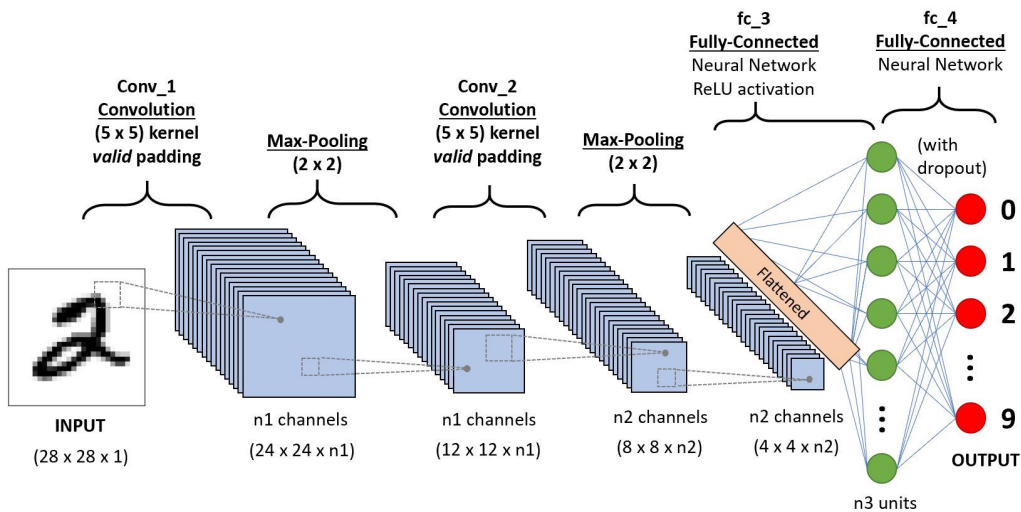 Conv_1
Convolution
(5 x 5) kernel
valid padding
Max-Pooling
(2 x 2)
Conv_2
Convolution
(5 x 5) kernel
valid padding
Max-Pooling
(2 x 2)
fc_3
Fully-Connected
Neural Network
ReLU activation
fc_4
Fully-Connected
Neural Network
(with
dropout)
2
INPUT
(28 x 28 x 1)
n1 channels
(24 x 24 x n1)
n1 channels
(12 x 12 x n1)
n2 channels
(8 x 8 x n2)
n2 channels
(4 x 4 x n2)
Flattened
n3 units
0
1
2
9
OUTPUT